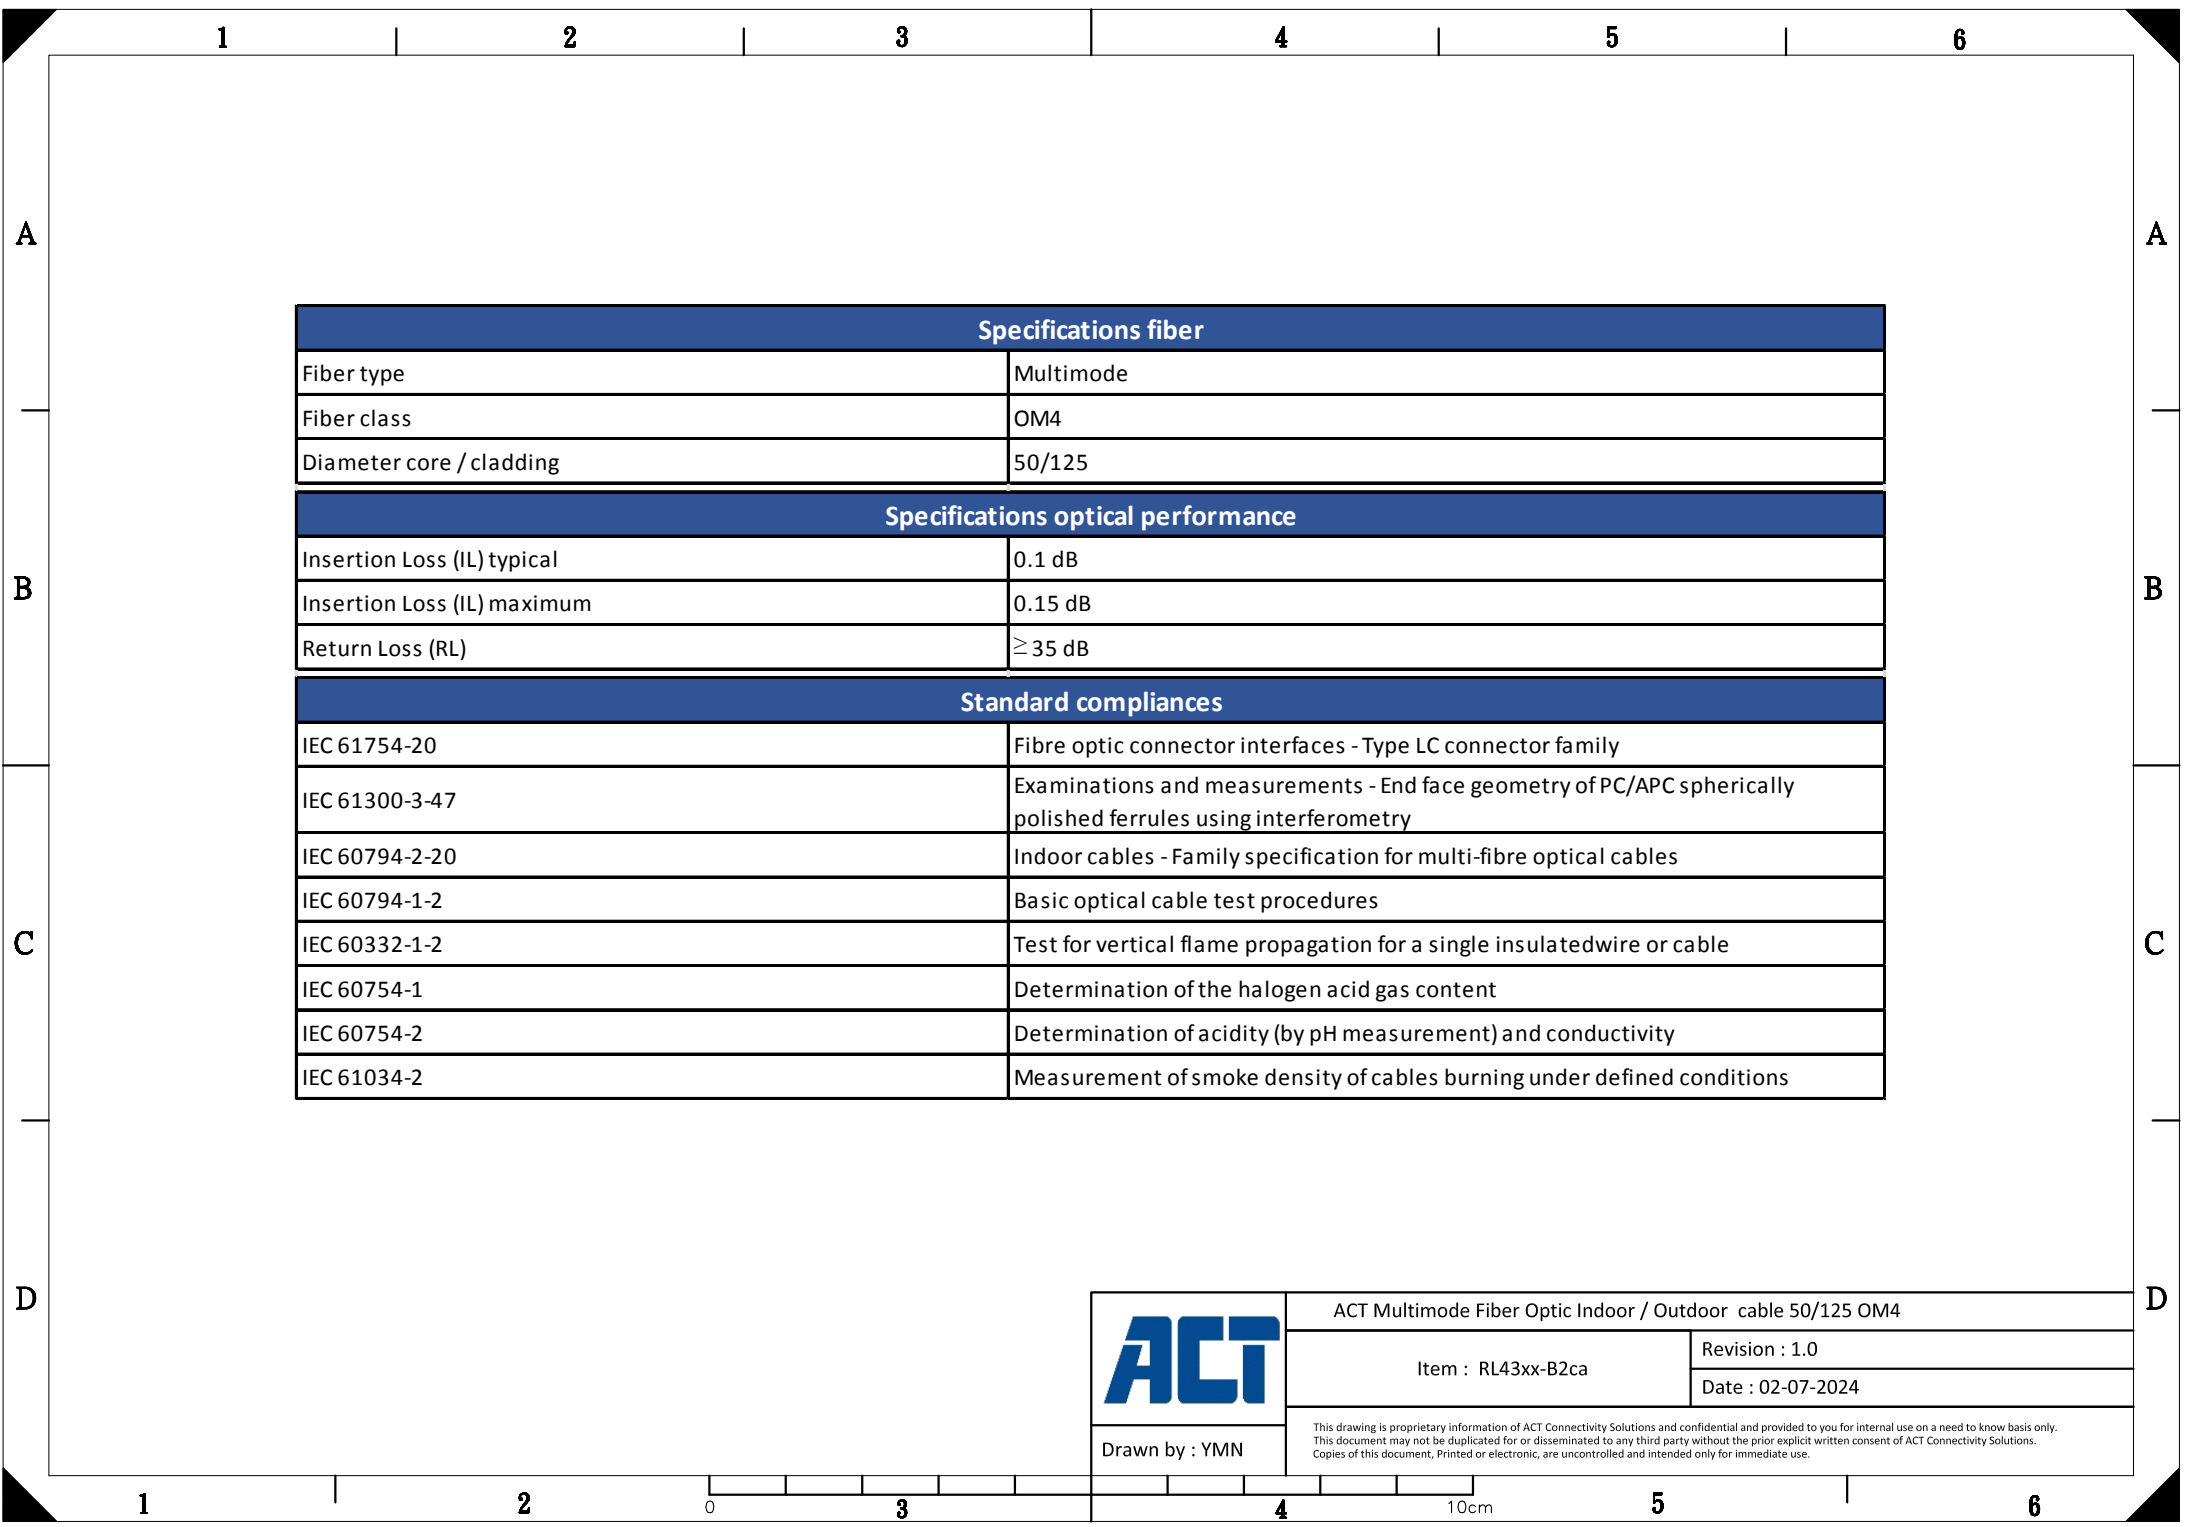 1 2 3 4 5 6
A A
Specifications fiber
Fiber type Multimode
Fiber class OM4
Diameter core / cladding 50/125
Specifications optical performance
Insertion Loss (IL) typical 0.1 dB
B B
Insertion Loss (IL) maximum 0.15 dB
Return Loss (RL) ≥ 35 dB
Standard compliances
IEC 61754-20 Fibre optic connector interfaces - Type LC connector family
IEC 61300-3-47 Examinations and measurements - End face geometry of PC/APC spherically
polished ferrules using interferometry
IEC 60794-2-20 Indoor cables - Family specification for multi-fibre optical cables
IEC 60794-1-2 Basic optical cable test procedures
C C
IEC 60332-1-2 Test for vertical flame propagation for a single insulatedwire or cable
IEC 60754-1 Determination of the halogen acid gas content
IEC 60754-2 Determination of acidity (by pH measurement) and conductivity
IEC 61034-2 Measurement of smoke density of cables burning under defined conditions
D D
ACT
ACT Multimode Fiber Optic Indoor / Outdoor cable 50/125 OM4
Item : RL43xx-B2ca
Revision : 1.0
Date : 02-07-2024
Drawn by : YMN
This drawing is proprietary information of ACT Connectivity Solutions and confidential and provided to you for internal use on a need to know basis only.
This document may not be duplicated for or disseminated to any third party without the prior explicit written consent of ACT Connectivity Solutions.
Copies of this document, Printed or electronic, are uncontrolled and intended only for immediate use.
1 2 0 3 4 10cm 5 6